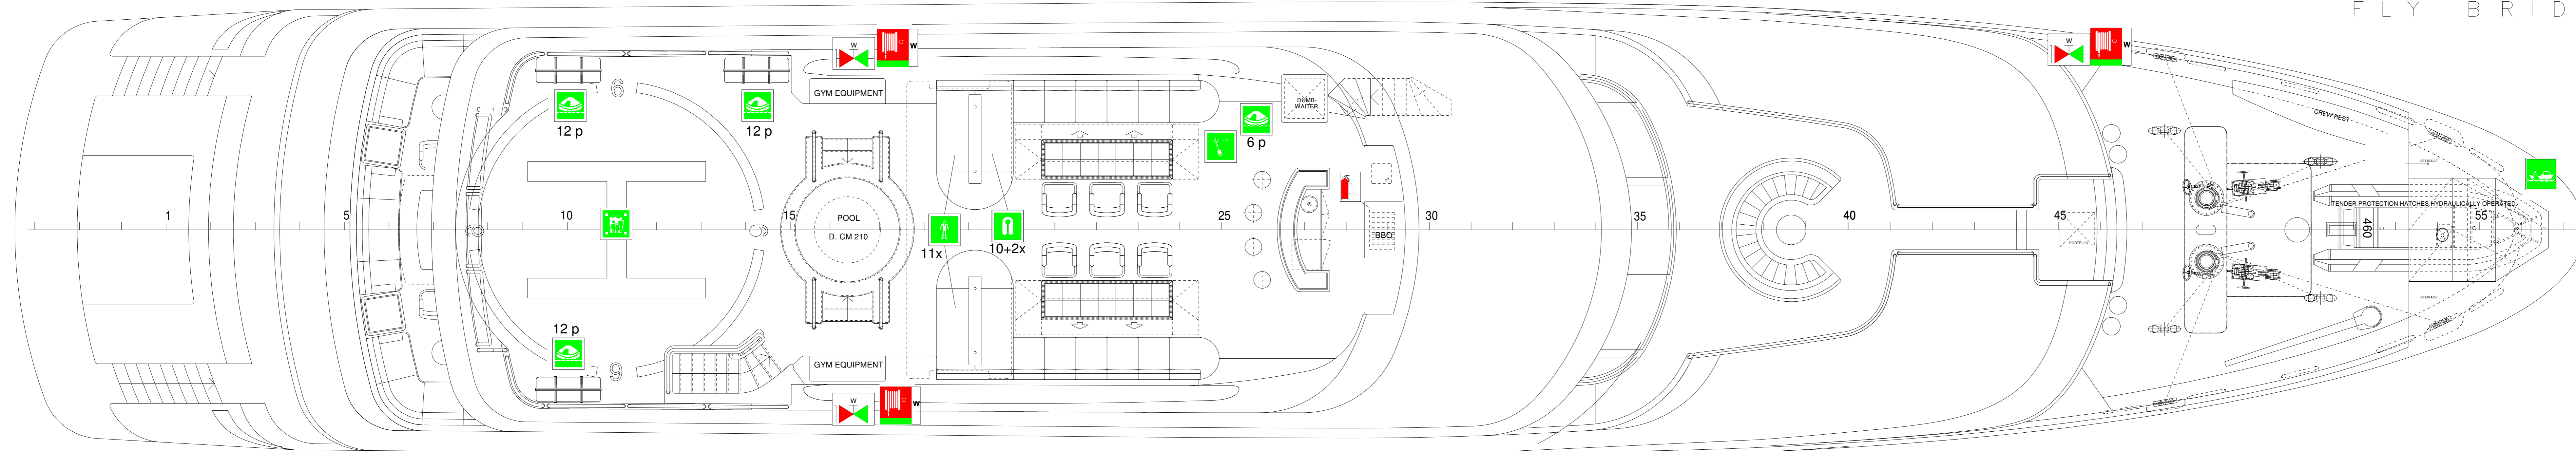 FLY BRID
W
W
W
W
GYM EQUIPMENT
DUMB-
WAITER
CREW REST
12 p
12 p
6 p
STORAGE
6
1
5
10
15
25
30
35
40
45
55
POOL
D. CM 210
TENDER PROTECTION HATCHES HYDRAULICALLY OPERATED
460
BBQ
11x
10+2x
STORAGE
12 p
9
GYM EQUIPMENT
W
W